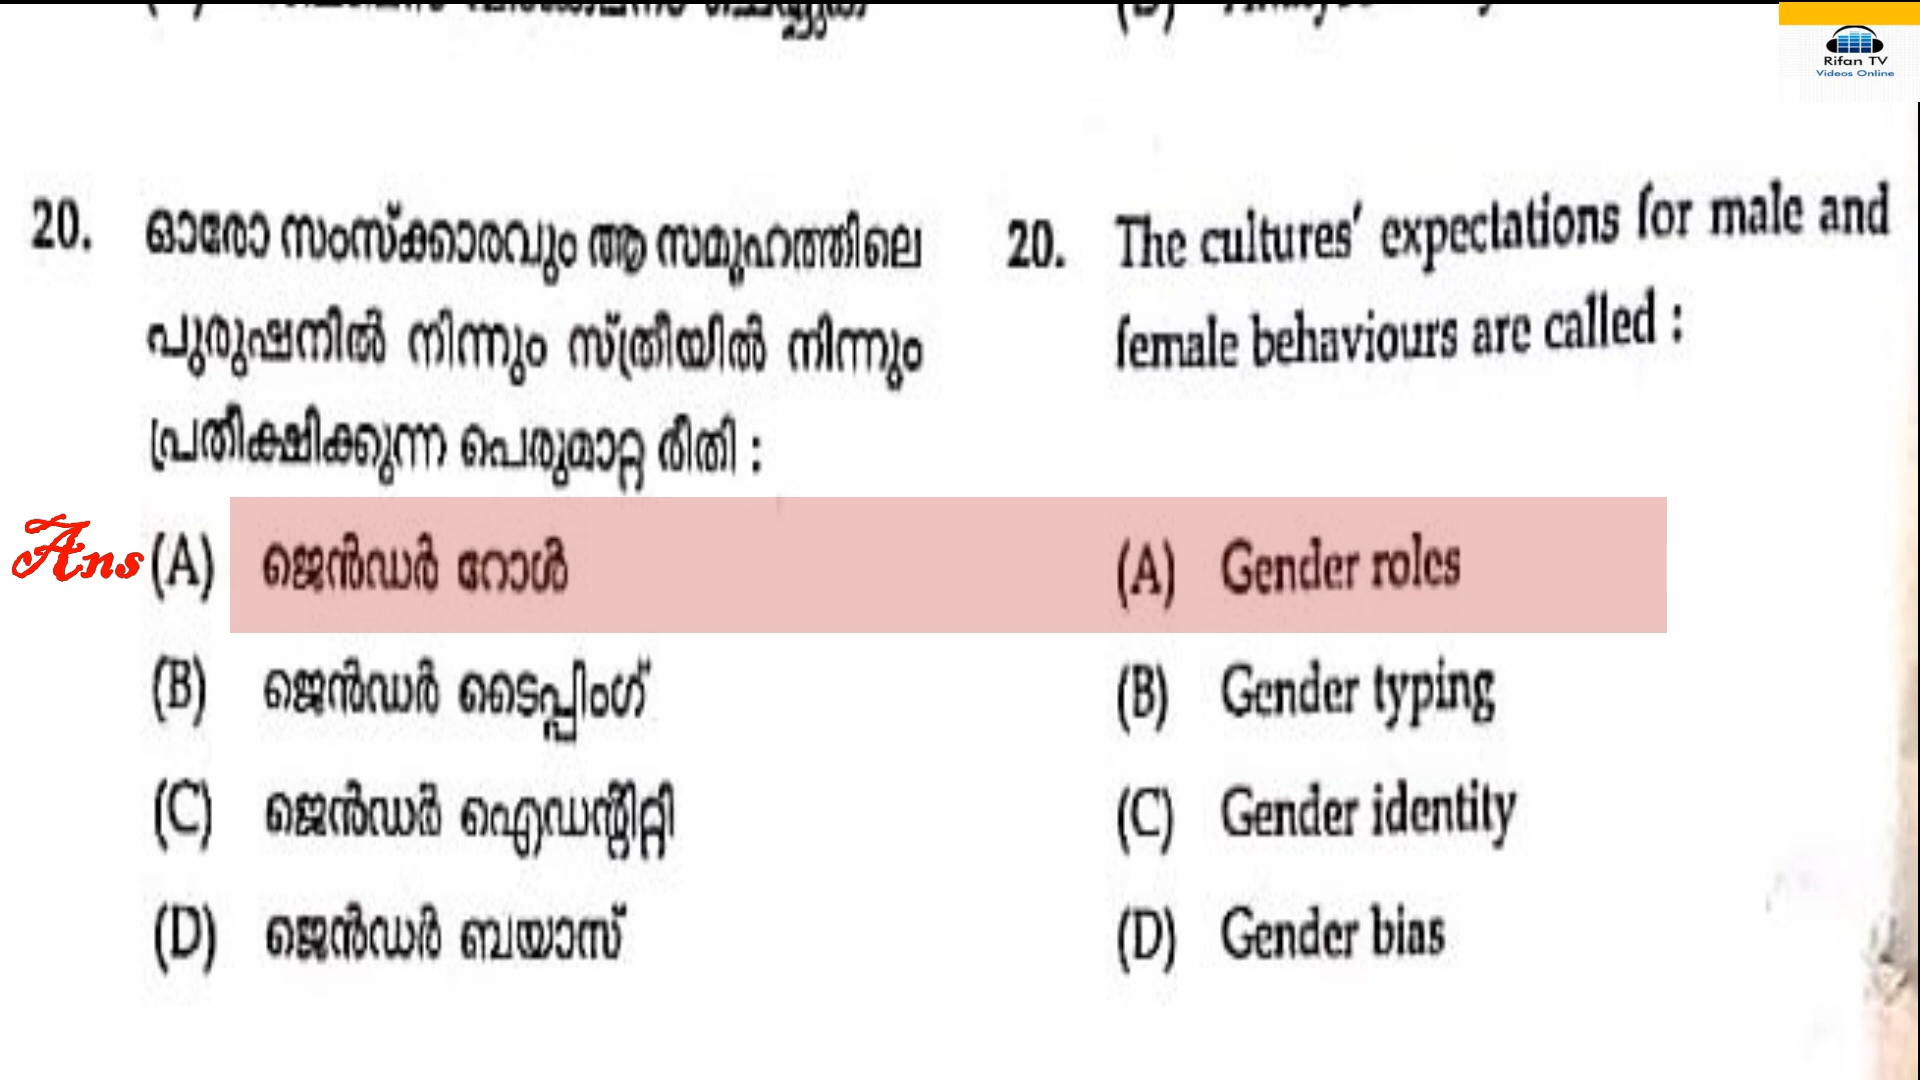 Rifan TV
Videos Online
20. ഓരോ സംസ്ക്കാരവും ആ സമൂഹത്തിലെ
പുരുഷനിൽ നിന്നും സ്ത്രീയിൽ നിന്നും
പ്രതീക്ഷിക്കുന്ന പെരുമാറ്റ രീതി :
Ans (A) ജെൻഡർ റോൾ
(B) ജെൻഡർ ടൈപ്പിംഗ്
(C) ജെൻഡർ ഐഡന്റിറ്റി
(D) ജെൻഡർ ബയാസ്
20. The cultures' expectations for male and
female behaviours are called :
(A) Gender roles
(B) Gender typing
(C) Gender identity
(D) Gender bias